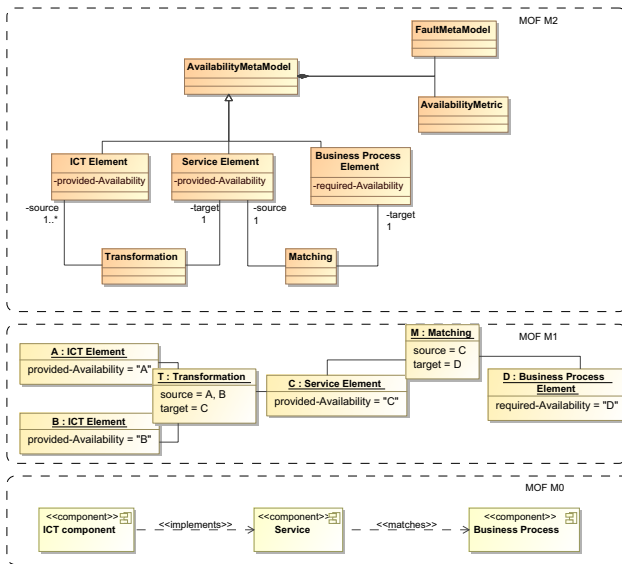 MOF M2
FaultMetaModel
AvailabilityMetaModel
AvailabilityMetric
ICT Element
-provided-Availability
Service Element
-provided-Availability
Business Process
Element
-required-Availability
-source
1..*
-target
1
-source
1
-target
1
Transformation
Matching
MOF M1
M : Matching
source = C
target = D
A : ICT Element
provided-Availability = "A"
T : Transformation
source = A, B
target = C
C : Service Element
provided-Availability = "C"
D : Business Process
Element
required-Availability = "D"
B : ICT Element
provided-Availability = "B"
MOF M0
<<component>>
ICT component
<<implements>>
<<component>>
Service
<<matches>>
<<component>>
Business Process